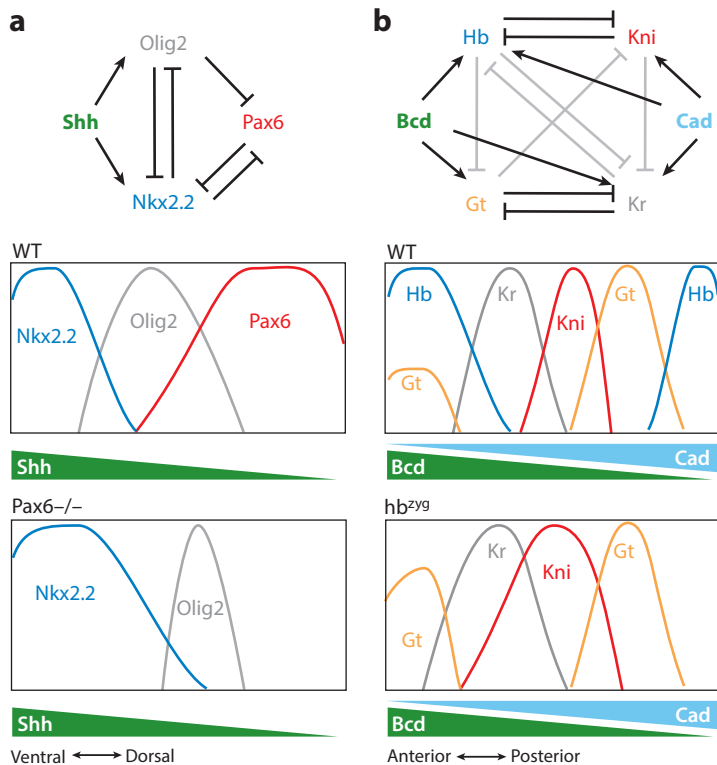 a
Olig2
Shh
Pax6
Nkx2.2
WT
Nkx2.2
Olig2
Pax6
Shh
Pax6–/–
Nkx2.2
Olig2
Shh
Ventral
Dorsal
b
Hb
Kni
Bcd
Cad
Gt
Kr
WT
Hb
Kr
Kni
Gt
Hb
Gt
Cad
Bcd
hbzyg
Kr
Kni
Gt
Gt
Cad
Bcd
Anterior
Posterior